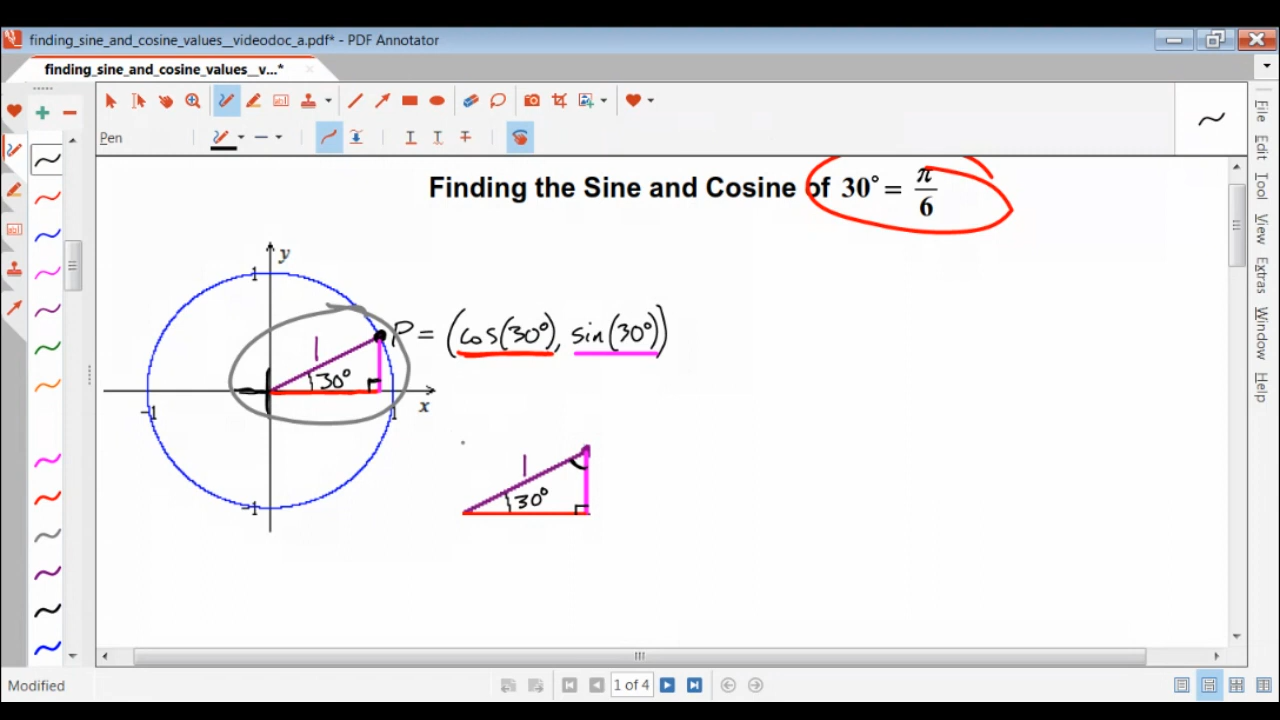 finding_sine_and_cosine_values__videodoc_a.pdf* - PDF Annotator
finding_sine_and_cosine_values__v...*
Pen
File
Edit
Tool
View
Extras
Window
Help
Finding the Sine and Cosine of 30° = π/6
y
1
P = (cos(30°), sin(30°))
1
30°
-1
1
x
-1
1
30°
Modified
1 of 4